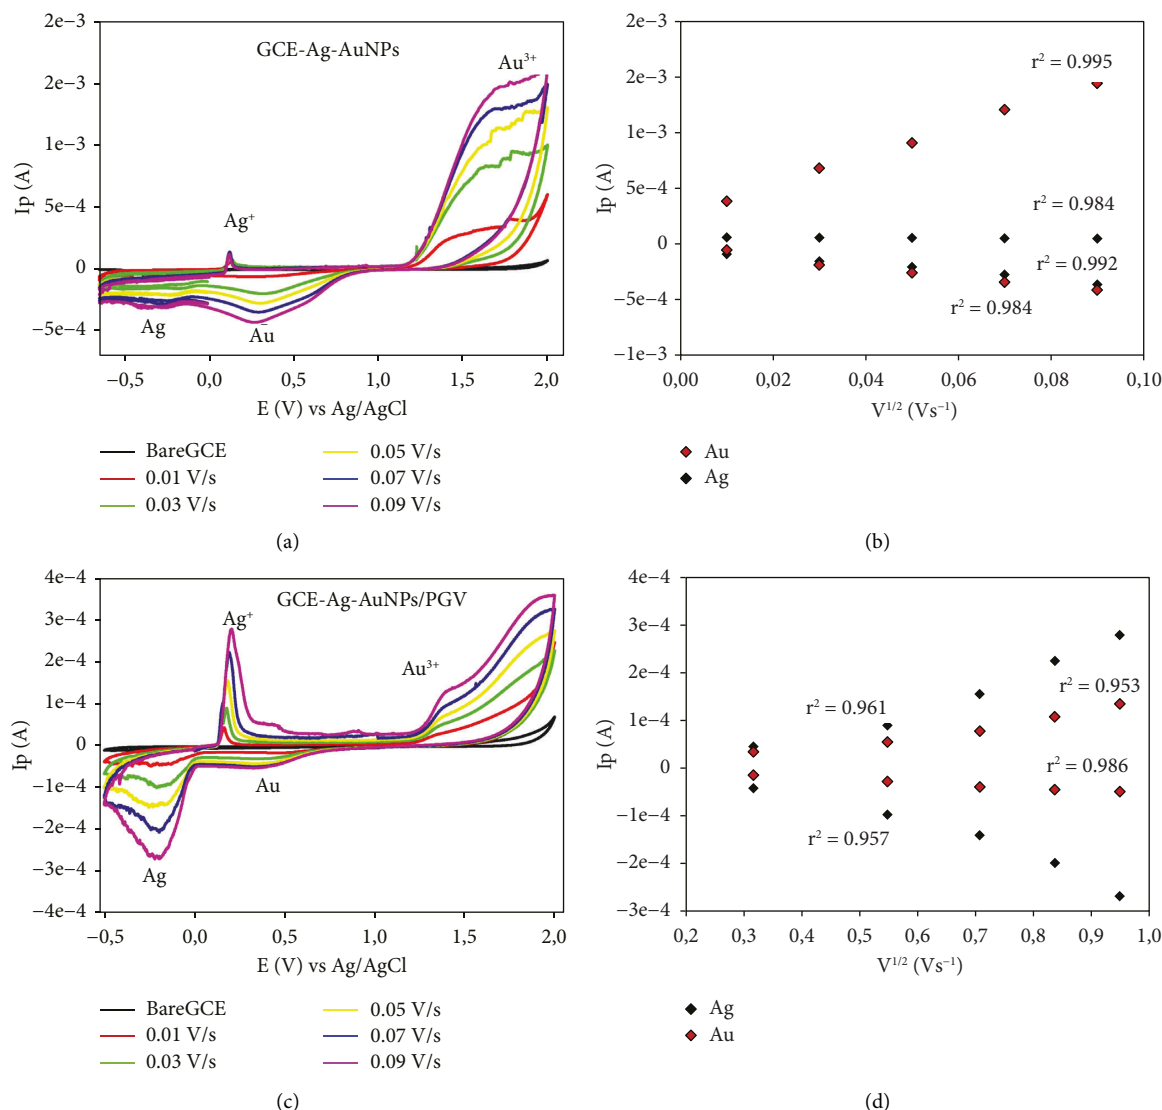 GCE-Ag-AuNPs
Au³⁺
Ag⁺
Ag
Au
2e−3
2e−3
1e−3
5e−4
0
−5e−4
Ip (A)
−0,5
0,0
0,5
1,0
1,5
2,0
E (V) vs Ag/AgCl
BareGCE
0.01 V/s
0.03 V/s
0.05 V/s
0.07 V/s
0.09 V/s
(a)
2e−3
2e−3
1e−3
5e−4
0
−5e−4
−1e−3
Ip (A)
r² = 0.995
r² = 0.984
r² = 0.992
r² = 0.984
0,00
0,02
0,04
0,06
0,08
0,10
V¹/² (Vs⁻¹)
Au
Ag
(b)
GCE-Ag-AuNPs/PGV
Ag⁺
Au³⁺
Au
Ag
4e−4
3e−4
2e−4
1e−4
0
−1e−4
−2e−4
−3e−4
4e−4
Ip (A)
−0,5
0,0
0,5
1,0
1,5
2,0
E (V) vs Ag/AgCl
BareGCE
0.01 V/s
0.03 V/s
0.05 V/s
0.07 V/s
0.09 V/s
(c)
4e−4
3e−4
2e−4
1e−4
0
−1e−4
−2e−4
−3e−4
Ip (A)
r² = 0.953
r² = 0.961
r² = 0.986
r² = 0.957
0,2
0,3
0,4
0,5
0,6
0,7
0,8
0,9
1,0
V¹/² (Vs⁻¹)
Ag
Au
(d)